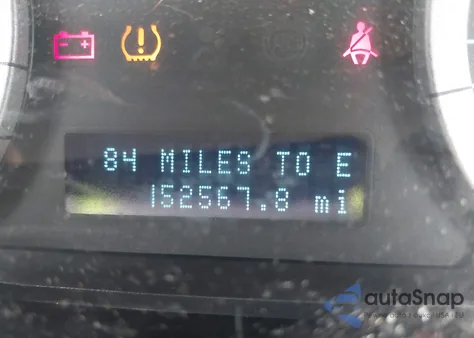 84 MILES TO E
152567.8 mi
autoSnap